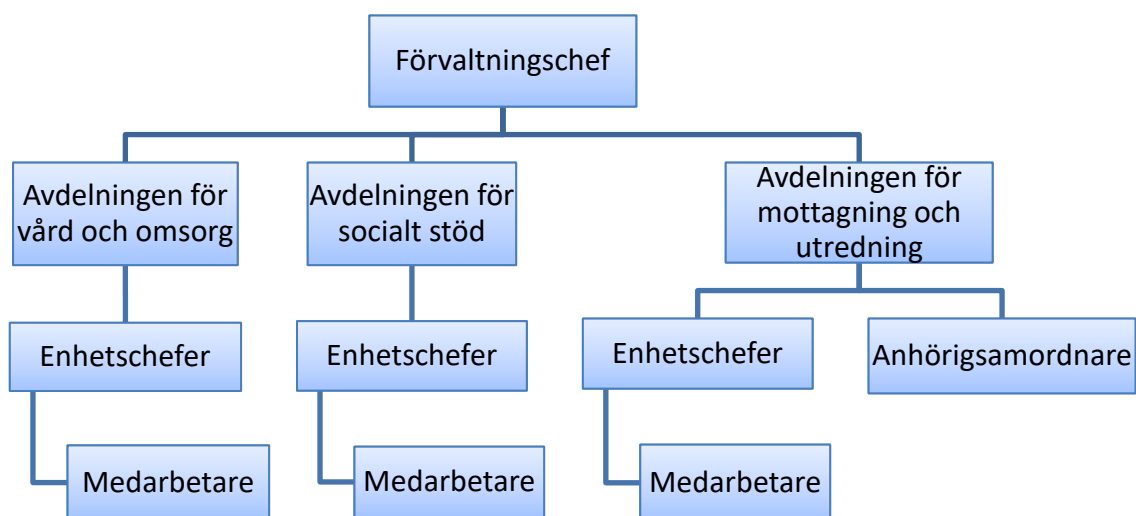 Förvaltningschef
Avdelningen för
vård och omsorg
Avdelningen för
socialt stöd
Avdelningen för
mottagning och
utredning
Enhetschefer
Enhetschefer
Enhetschefer
Anhörigsamordnare
Medarbetare
Medarbetare
Medarbetare